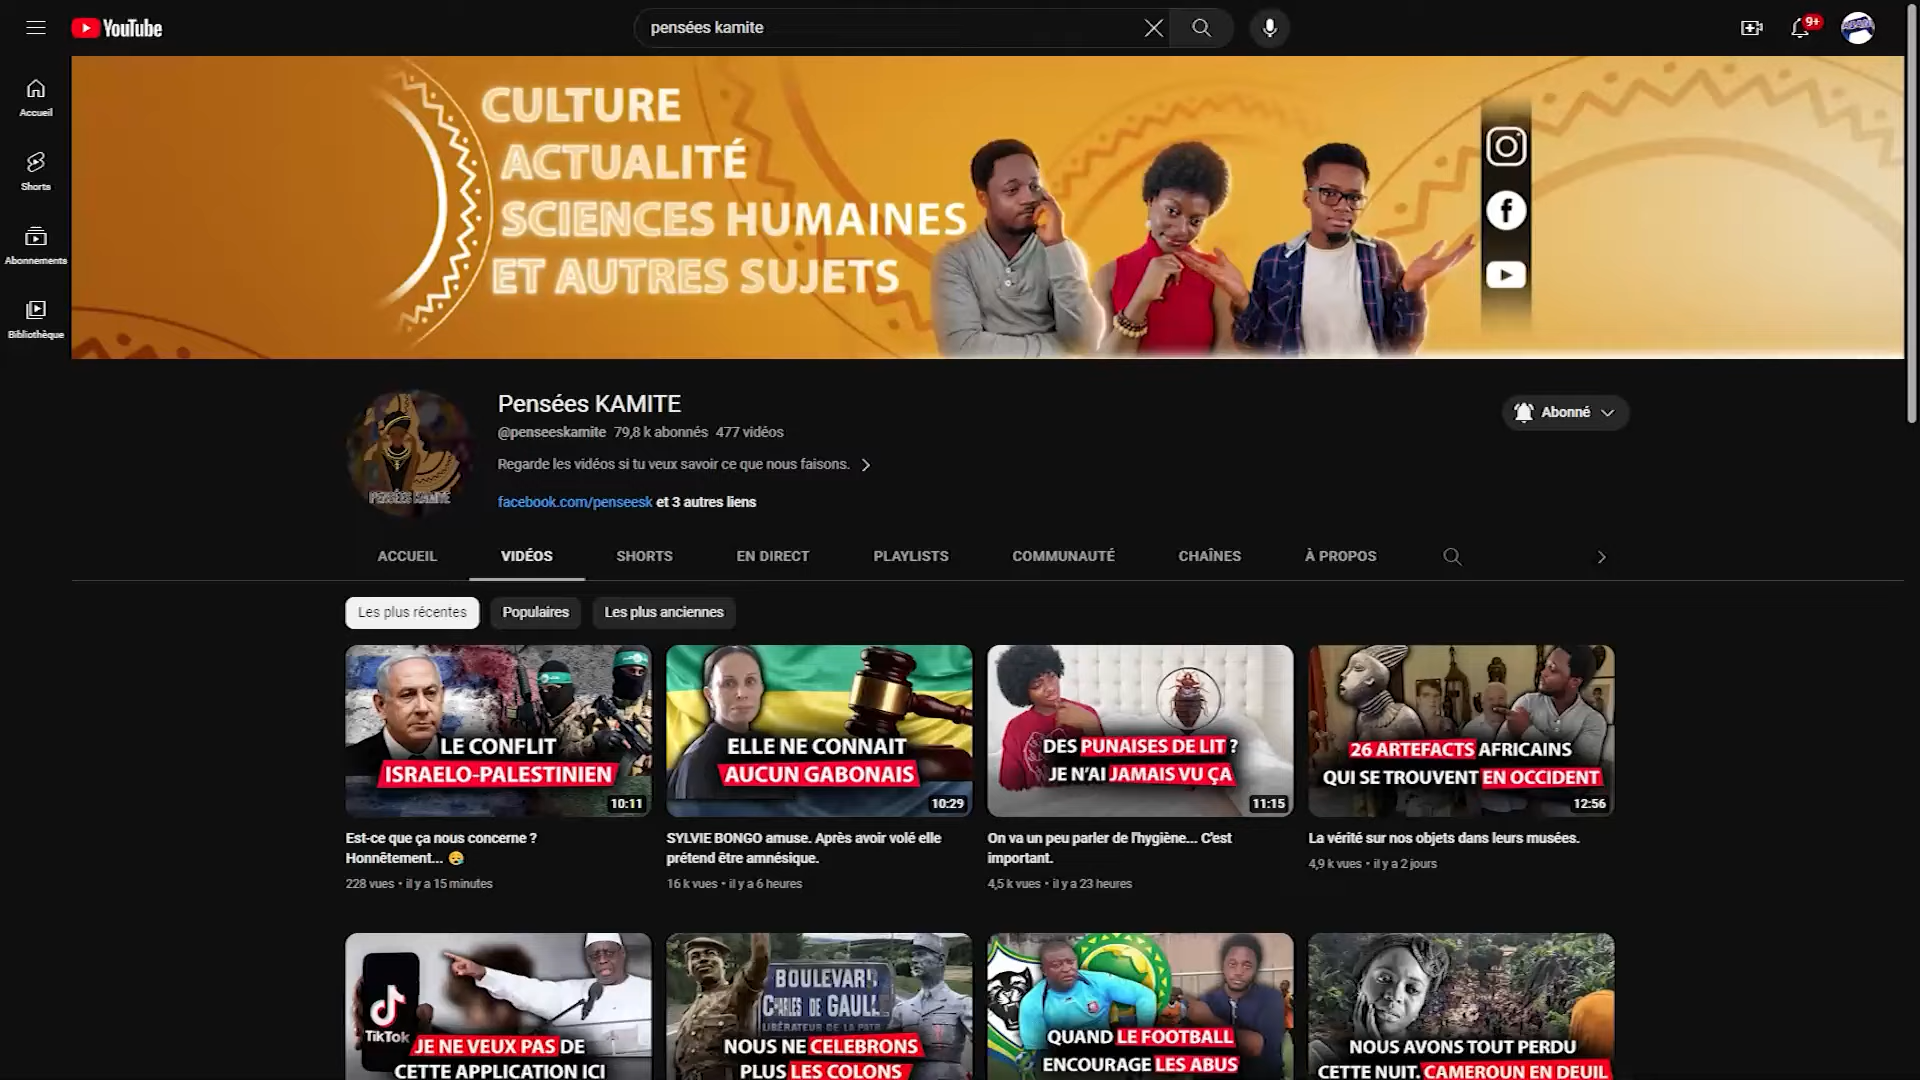 YouTube
pensées kamite
9+
Accueil
Shorts
Abonnements
Bibliothèque
CULTURE
ACTUALITÉ
SCIENCES HUMAINES
ET AUTRES SUJETS
PENSÉES KAMITE
Pensées KAMITE
@penseeskamite 79,8 k abonnés 477 vidéos
Regarde les vidéos si tu veux savoir ce que nous faisons.
facebook.com/penseesk et 3 autres liens
Abonné
ACCUEIL VIDÉOS SHORTS EN DIRECT PLAYLISTS COMMUNAUTÉ CHAÎNES À PROPOS
Les plus récentes Populaires Les plus anciennes
LE CONFLIT
ISRAELO-PALESTINIEN
10:11
Est-ce que ça nous concerne ?
Honnêtement... 😪
228 vues • il y a 15 minutes
ELLE NE CONNAIT
AUCUN GABONAIS
10:29
SYLVIE BONGO amuse. Après avoir volé elle
prétend être amnésique.
16 k vues • il y a 6 heures
DES PUNAISES DE LIT ?
JE N'AI JAMAIS VU ÇA
11:15
On va un peu parler de l'hygiène... C'est
important.
4,5 k vues • il y a 23 heures
26 ARTEFACTS AFRICAINS
QUI SE TROUVENT EN OCCIDENT
12:56
La vérité sur nos objets dans leurs musées.
4,9 k vues • il y a 2 jours
TikTok
JE NE VEUX PAS DE
CETTE APPLICATION ICI
BOULEVARD
CHARLES DE GAULLE
LIBÉRATEUR DE LA PATR
NOUS NE CELEBRONS
PLUS LES COLONS
QUAND LE FOOTBALL
ENCOURAGE LES ABUS
NOUS AVONS TOUT PERDU
CETTE NUIT. CAMEROUN EN DEUIL